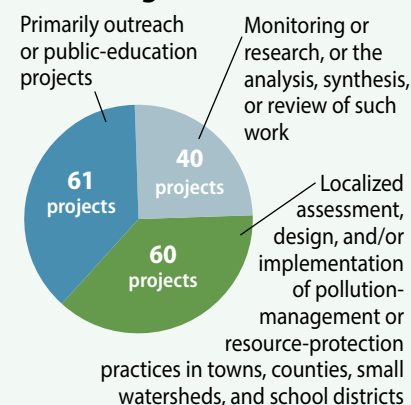 Primarily outreach
or public-education
projects
Monitoring or
research, or the
analysis, synthesis,
or review of such
work
61
projects
40
projects
60
projects
Localized
assessment,
design, and/or
implementation
of pollution-
management or
resource-protection
practices in towns, counties, small
watersheds, and school districts